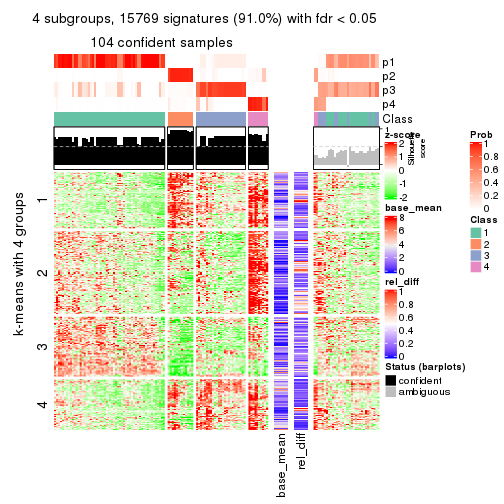 4 subgroups, 15769 signatures (91.0%) with fdr < 0.05
104 confident samples
p1
p2
p3
p4
Class
1
Silhouette
score
k-means with 4 groups
1
2
3
4
base_mean
rel_diff
z-score
2
1
0
-1
-2
base_mean
8
6
4
2
0
rel_diff
1
0.8
0.6
0.4
0.2
0
Status (barplots)
confident
ambiguous
Prob
1
0.8
0.6
0.4
0.2
0
Class
1
2
3
4